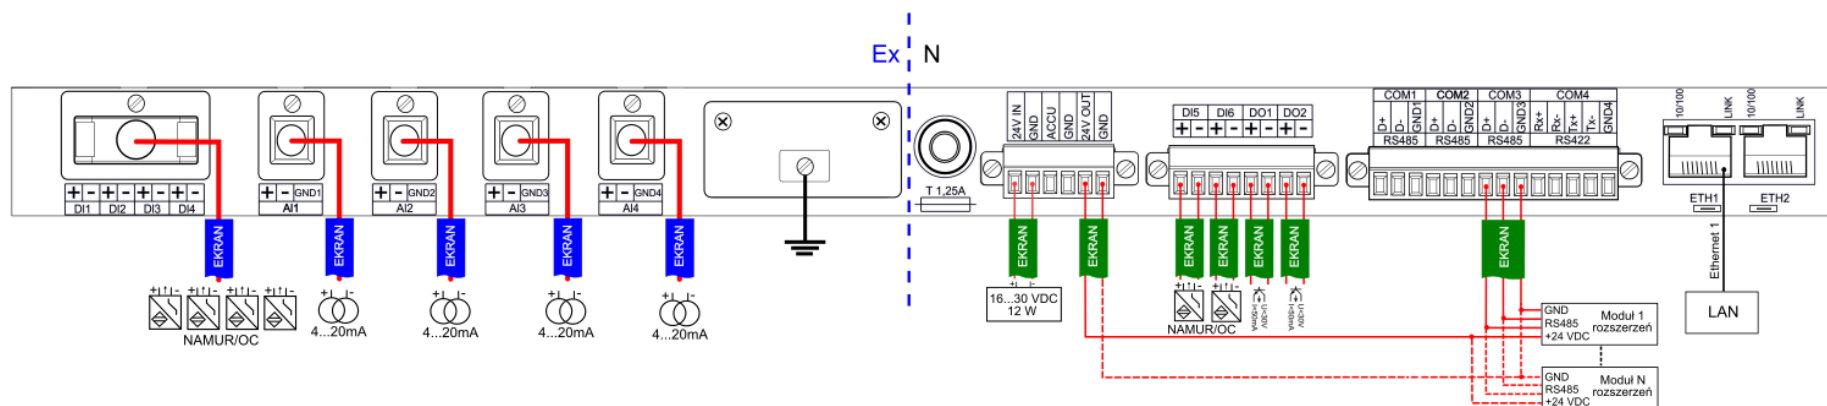 Ex N
+ - + - + - + -
DI1 DI2 DI3 DI4
+ - GND1
AI1
+ - GND2
AI2
+ - GND3
AI3
+ - GND4
AI4
EKRAN
EKRAN
EKRAN
EKRAN
EKRAN
+ -
NAMUR/OC
+ -
4...20mA
+ -
4...20mA
+ -
4...20mA
+ -
4...20mA
T 1,25A
24V IN
GND
ACCU
GND
24V OUT
GND
EKRAN
EKRAN
+ -
16...30 VDC
12 W
DI5 DI6 DO1 DO2
+ - + - + - + -
EKRAN
EKRAN
EKRAN
EKRAN
NAMUR/OC
U<30V
I<50mA
U<30V
I<50mA
COM1 COM2 COM3 COM4
D+
D-
GND1
D+
D-
GND2
D+
D-
GND3
Rx+
Rx-
Tx+
Tx-
GND4
RS485 RS485 RS485 RS422
EKRAN
10/100
LINK
10/100
LINK
ETH1
ETH2
Ethernet 1
LAN
GND
RS485
+24 VDC
Moduł 1
rozszerzeń
GND
RS485
+24 VDC
Moduł N
rozszerzeń